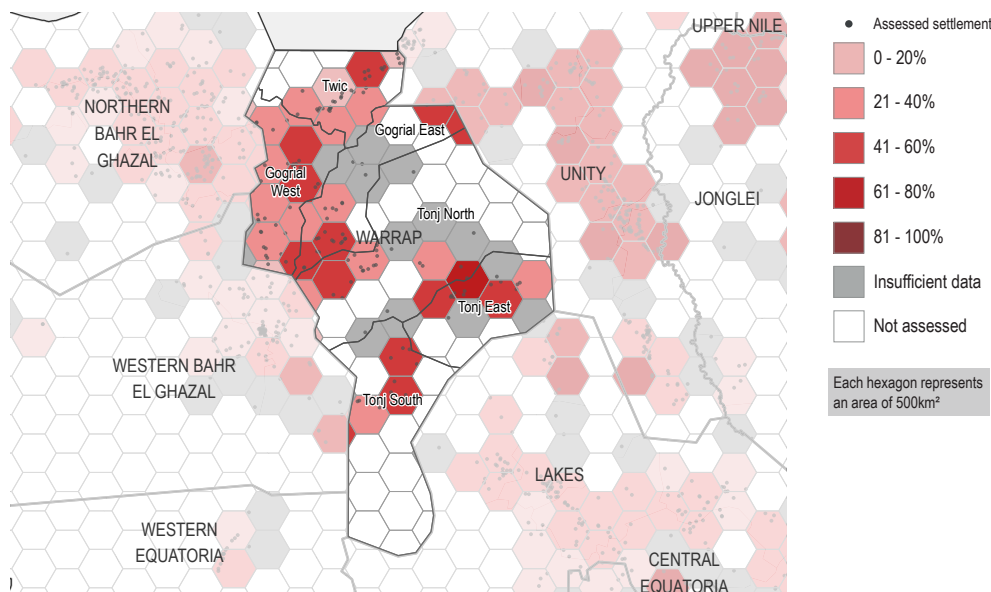 UPPER NILE
Assessed settlement
0 - 20%
21 - 40%
41 - 60%
61 - 80%
81 - 100%
Insufficient data
Not assessed
Each hexagon represents
an area of 500km²
Twic
NORTHERN
BAHR EL
GHAZAL
Gogrial East
Gogrial
West
UNITY
JONGLEI
Tonj North
WARRAP
Tonj East
WESTERN BAHR
EL GHAZAL
Tonj South
LAKES
WESTERN
EQUATORIA
CENTRAL
EQUATORIA